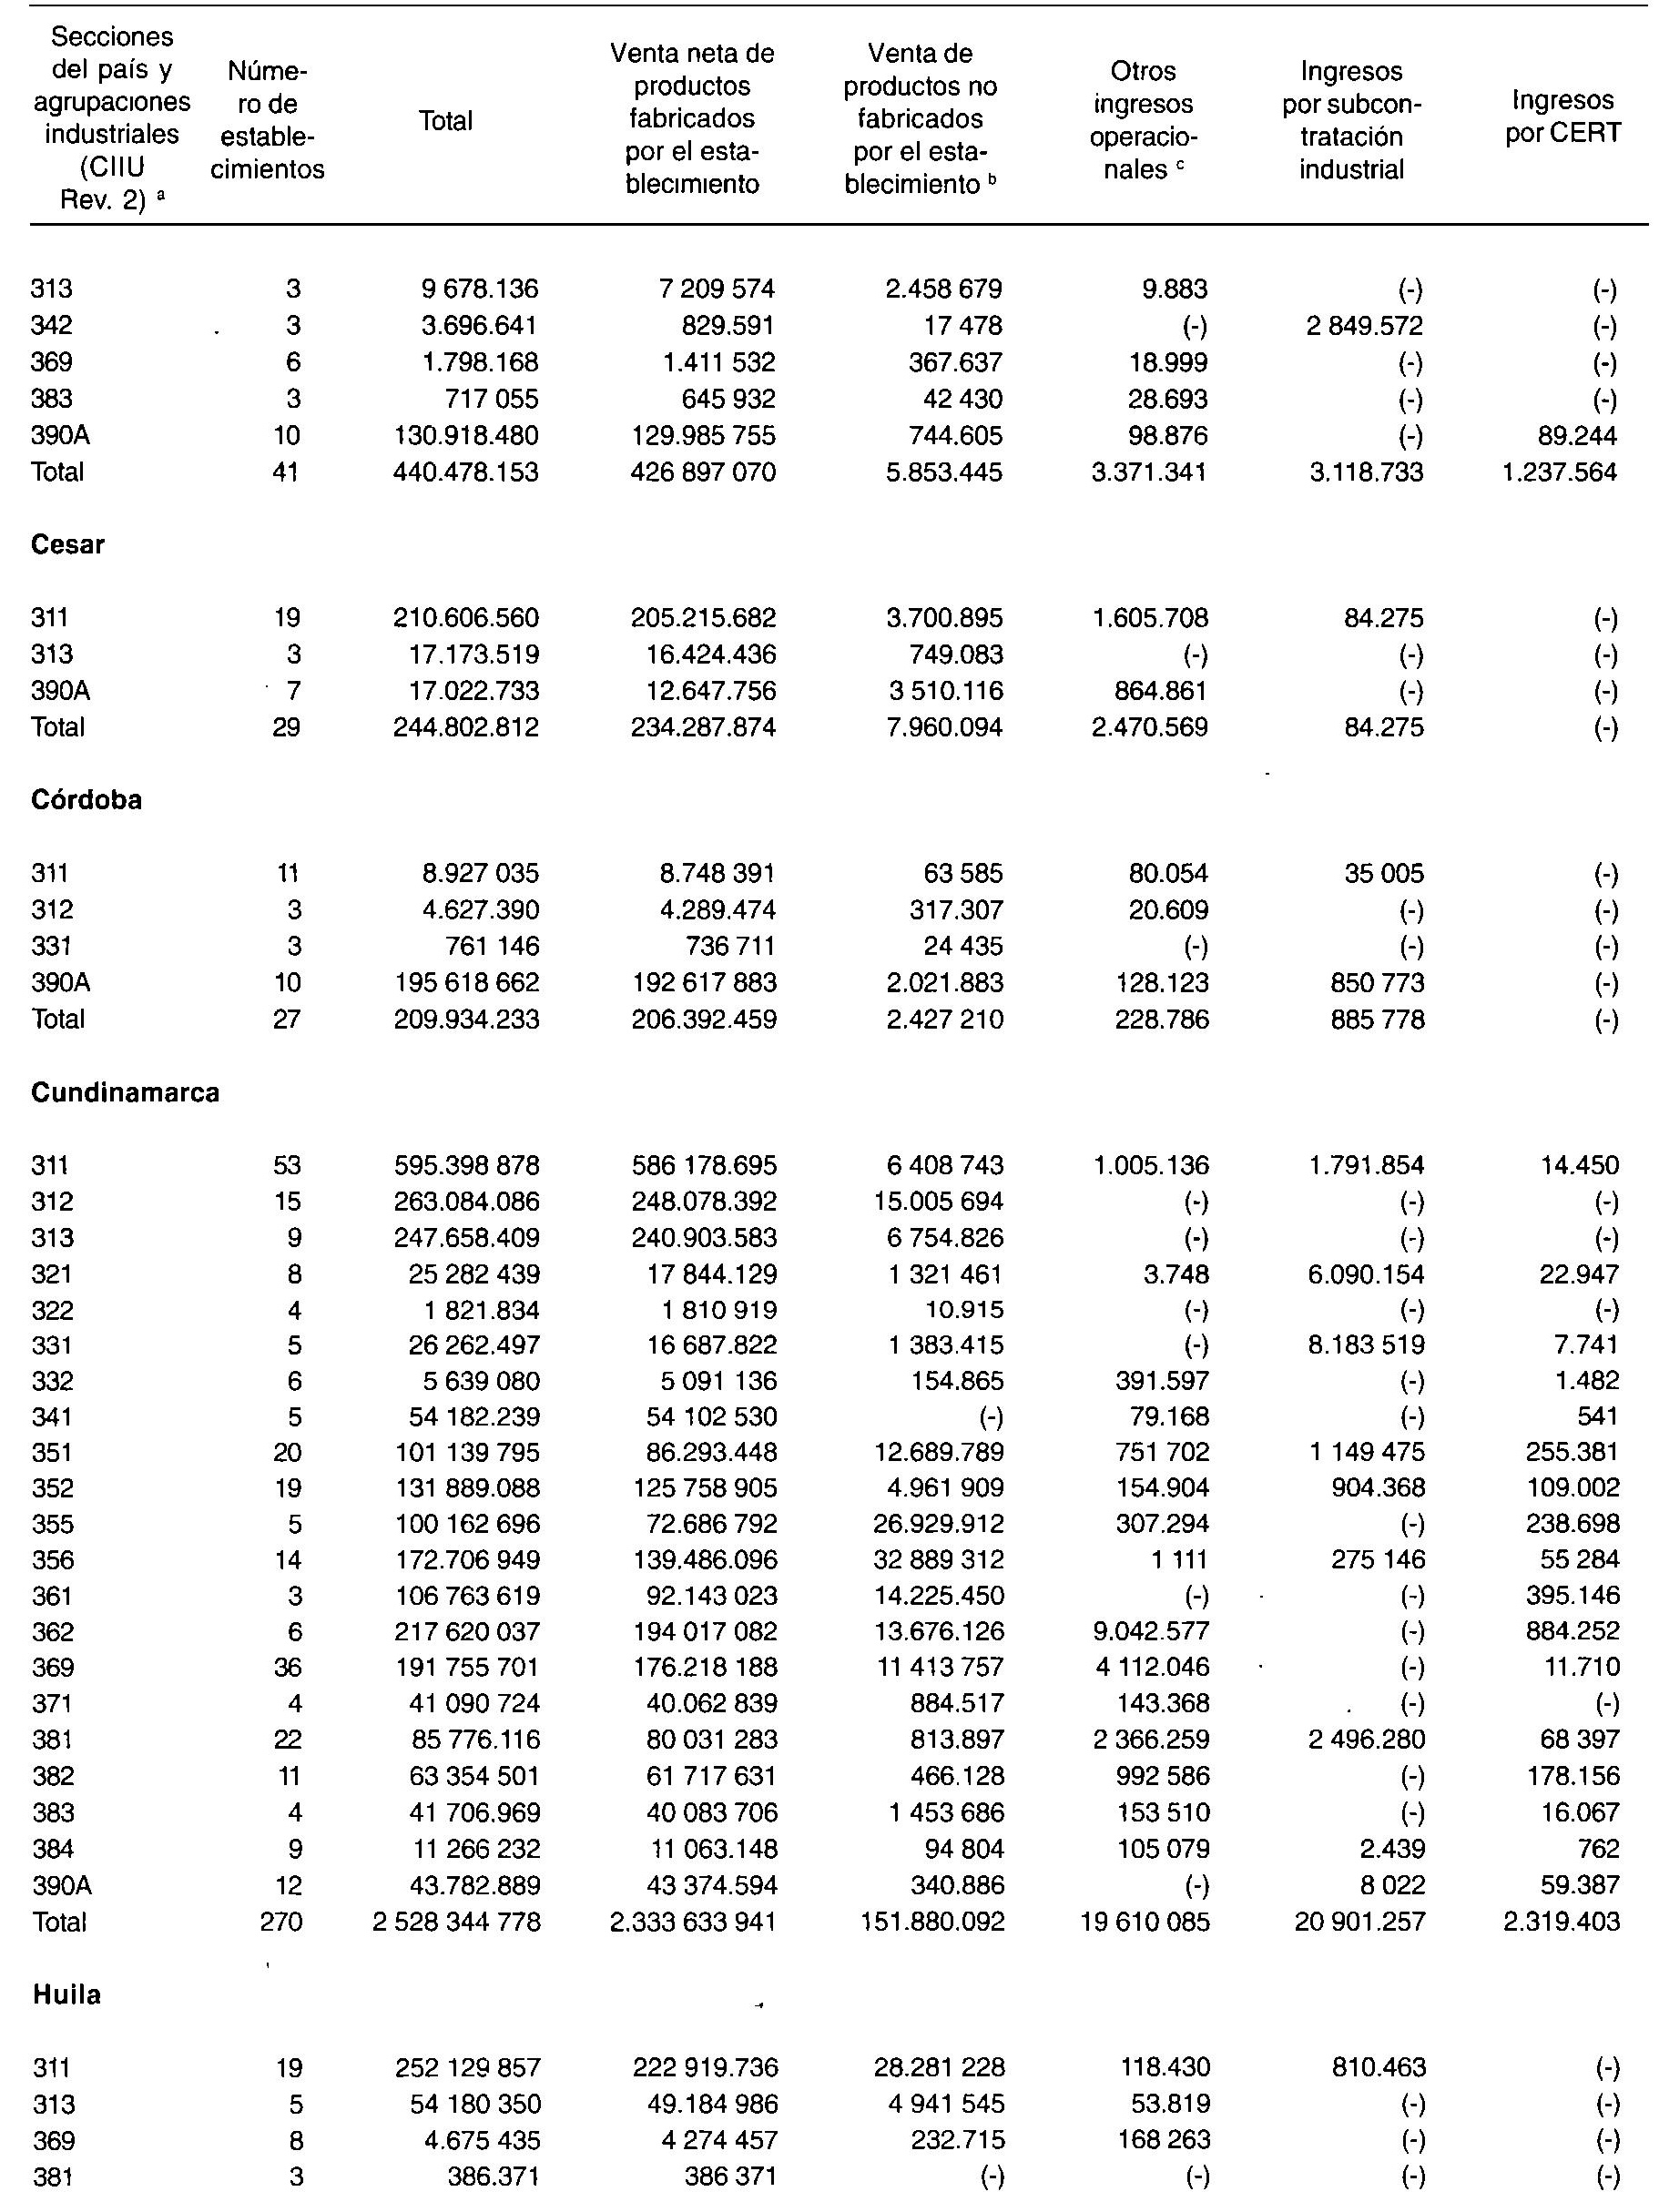 Secciones del país y agrupaciones industriales (CIIU Rev. 2) a Núme- ro de estable- cimientos Total Venta neta de productos fabricados por el esta- blecimiento Venta de productos no fabricados por el esta- blecimiento b Otros ingresos operacio- nales c Ingresos por subcon- tratación industrial Ingresos por CERT
313 3 9 678.136 7 209 574 2.458 679 9.883 (-) (-)
342 3 3.696.641 829.591 17 478 (-) 2 849.572 (-)
369 6 1.798.168 1.411 532 367.637 18.999 (-) (-)
383 3 717 055 645 932 42 430 28.693 (-) (-)
390A 10 130.918.480 129.985 755 744.605 98.876 (-) 89.244
Total 41 440.478.153 426 897 070 5.853.445 3.371.341 3.118.733 1.237.564
Cesar
311 19 210.606.560 205.215.682 3.700.895 1.605.708 84.275 (-)
313 3 17.173.519 16.424.436 749.083 (-) (-) (-)
390A 7 17.022.733 12.647.756 3 510.116 864.861 (-) (-)
Total 29 244.802.812 234.287.874 7.960.094 2.470.569 84.275 (-)
Córdoba
311 11 8.927 035 8.748 391 63 585 80.054 35 005 (-)
312 3 4.627.390 4.289.474 317.307 20.609 (-) (-)
331 3 761 146 736 711 24 435 (-) (-) (-)
390A 10 195 618 662 192 617 883 2.021.883 128.123 850 773 (-)
Total 27 209.934.233 206.392.459 2.427 210 228.786 885 778 (-)
Cundinamarca
311 53 595.398 878 586 178.695 6 408 743 1.005.136 1.791.854 14.450
312 15 263.084.086 248.078.392 15.005 694 (-) (-) (-)
313 9 247.658.409 240.903.583 6 754.826 (-) (-) (-)
321 8 25 282 439 17 844.129 1 321 461 3.748 6.090.154 22.947
322 4 1 821.834 1 810 919 10.915 (-) (-) (-)
331 5 26 262.497 16 687.822 1 383.415 (-) 8.183 519 7.741
332 6 5 639 080 5 091 136 154.865 391.597 (-) 1.482
341 5 54 182.239 54 102 530 (-) 79.168 (-) 541
351 20 101 139 795 86.293.448 12.689.789 751 702 1 149 475 255.381
352 19 131 889.088 125 758 905 4.961 909 154.904 904.368 109.002
355 5 100 162 696 72.686 792 26.929.912 307.294 (-) 238.698
356 14 172.706 949 139.486.096 32 889 312 1 111 275 146 55 284
361 3 106 763 619 92.143 023 14.225.450 (-) (-) 395.146
362 6 217 620 037 194 017 082 13.676.126 9.042.577 (-) 884.252
369 36 191 755 701 176.218 188 11 413 757 4 112.046 (-) 11.710
371 4 41 090 724 40.062 839 884.517 143.368 (-) (-)
381 22 85 776.116 80 031 283 813.897 2 366.259 2 496.280 68 397
382 11 63 354 501 61 717 631 466.128 992 586 (-) 178.156
383 4 41 706.969 40 083 706 1 453 686 153 510 (-) 16.067
384 9 11 266 232 11 063.148 94 804 105 079 2.439 762
390A 12 43.782.889 43 374.594 340.886 (-) 8 022 59.387
Total 270 2 528 344 778 2.333 633 941 151.880.092 19 610 085 20 901.257 2.319.403
Huila
311 19 252 129 857 222 919.736 28.281 228 118.430 810.463 (-)
313 5 54 180 350 49.184 986 4 941 545 53.819 (-) (-)
369 8 4.675 435 4 274 457 232.715 168 263 (-) (-)
381 3 386.371 386 371 (-) (-) (-) (-)